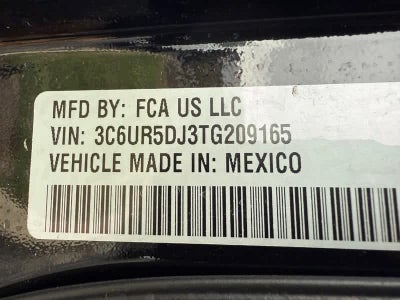 MFD BY: FCA US LLC
VIN: 3C6UR5DJ3TG209165
VEHICLE MADE IN: MEXICO